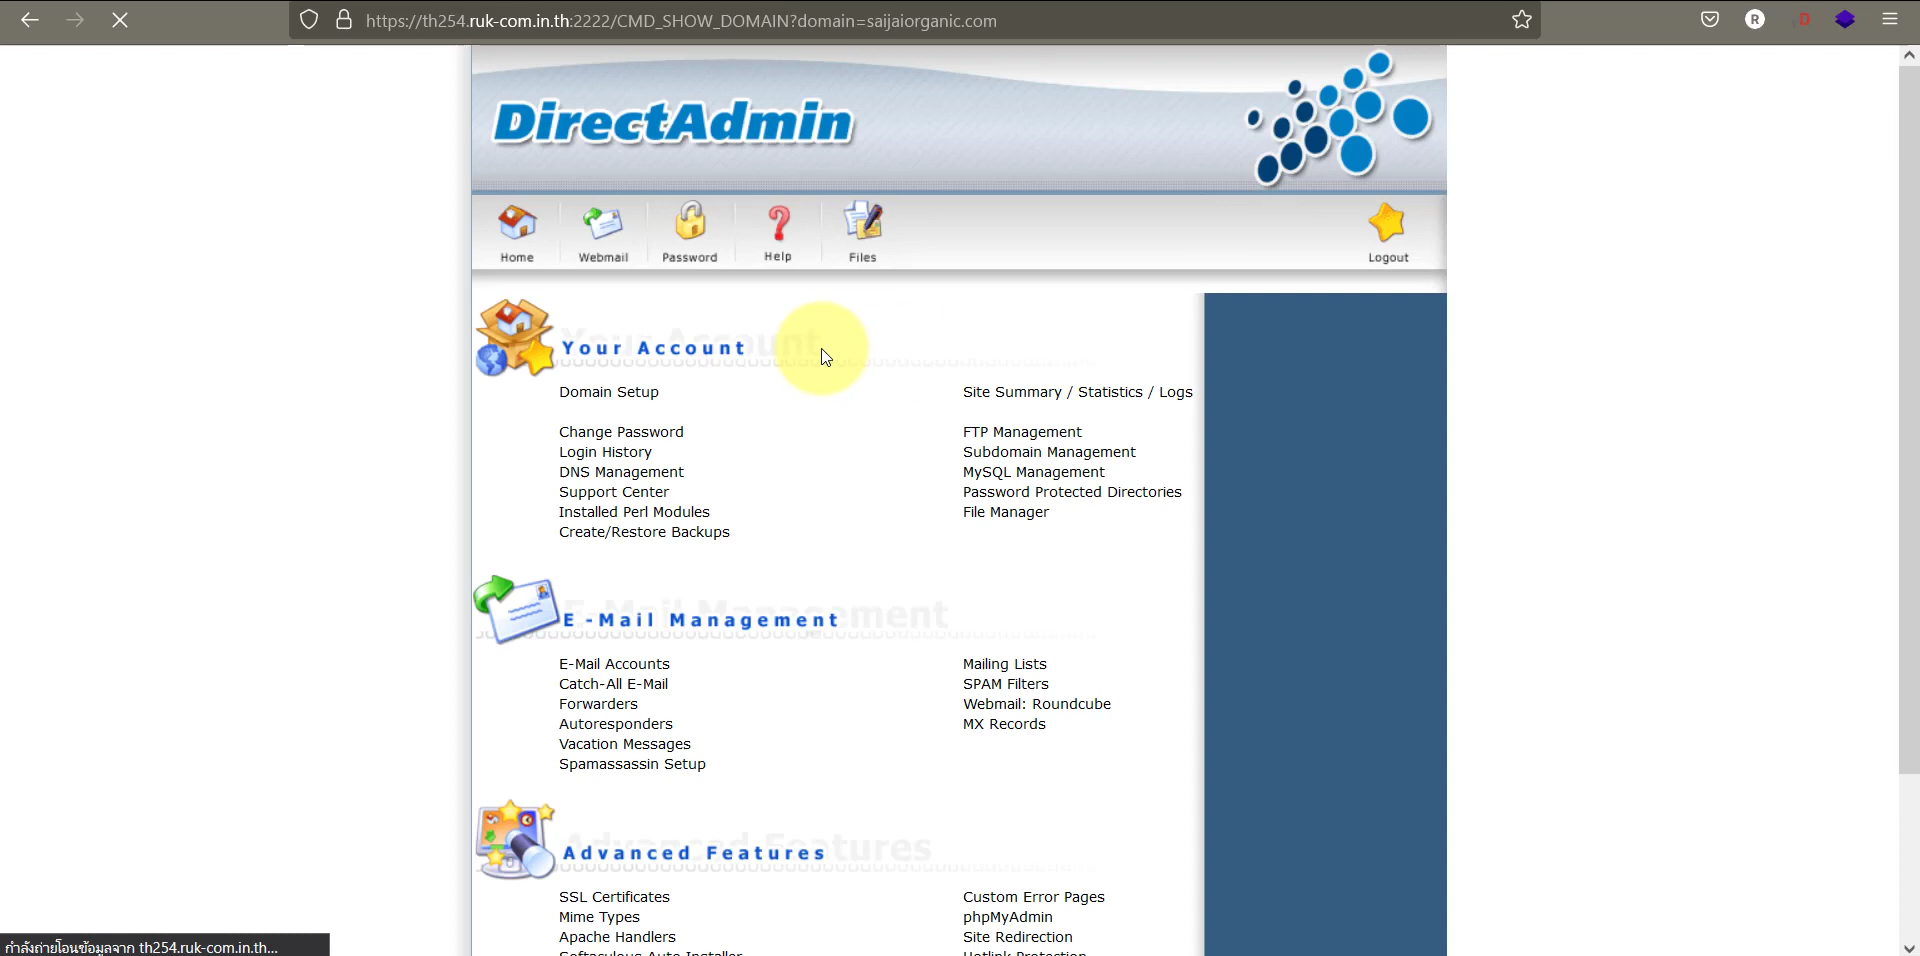 https://th254.ruk-com.in.th:2222/CMD_SHOW_DOMAIN?domain=saijaiorganic.com
R
D
DirectAdmin
Home
Webmail
Password
Help
Files
Logout
Your Account
Domain Setup
Site Summary / Statistics / Logs
Change Password
FTP Management
Login History
Subdomain Management
DNS Management
MySQL Management
Support Center
Password Protected Directories
Installed Perl Modules
File Manager
Create/Restore Backups
E-Mail Management
E-Mail Accounts
Mailing Lists
Catch-All E-Mail
SPAM Filters
Forwarders
Webmail: Roundcube
Autoresponders
MX Records
Vacation Messages
Spamassassin Setup
Advanced Features
SSL Certificates
Custom Error Pages
Mime Types
phpMyAdmin
Apache Handlers
Site Redirection
Softaculous Auto Installer
Hotlink Protection
กำลังถ่ายโอนข้อมูลจาก th254.ruk-com.in.th...